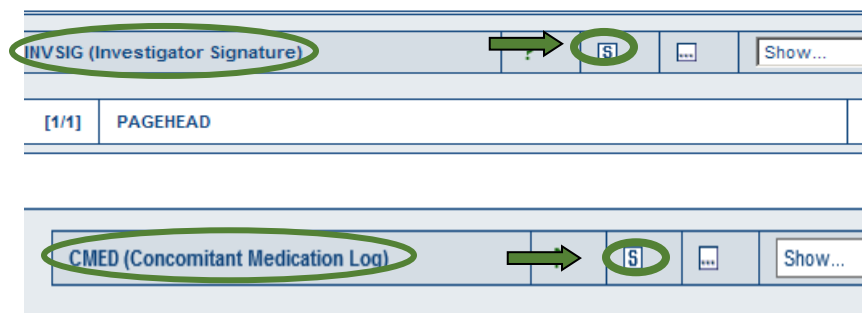 INVSIG (Investigator Signature) ? S ... Show...
[1/1] PAGEHEAD
CMED (Concomitant Medication Log) S ... Show...